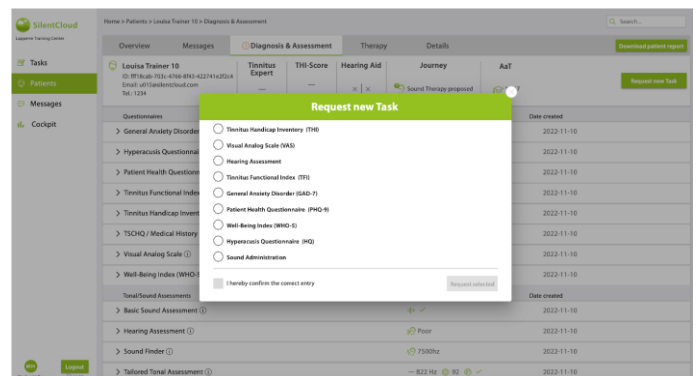 SilentCloud
Lapperre Training Center
Home > Patients > Louisa Trainer 10 > Diagnosis & Assessment
Search...
Overview
Messages
Diagnosis & Assessment
Therapy
Details
Download patient report
Tasks
Patients
Messages
Cockpit
Louisa Trainer 10
Email: u015@silentcloud.com
Tel.: 1234
Tinnitus Expert
THI-Score
Hearing Aid
Journey
AaT
Sound Therapy proposed
Request new Task
Questionnaires
Date created
General Anxiety Disorder
2022-11-10
Hyperacusis Questionnai
2022-11-10
Patient Health Questionn
2022-11-10
Tinnitus Functional Index
2022-11-10
Tinnitus Handicap Invent
2022-11-10
TSCHQ / Medical History
2022-11-10
Visual Analog Scale
2022-11-10
Well-Being Index (WHO-5
2022-11-10
Request new Task
Tinnitus Handicap Inventory (THI)
Visual Analog Scale (VAS)
Hearing Assessment
Tinnitus Functional Index (TFI)
General Anxiety Disorder (GAD-7)
Patient Health Questionnaire (PHQ-9)
Well-Being Index (WHO-5)
Hyperacusis Questionnaire (HQ)
Sound Administration
I hereby confirm the correct entry
Request selected
Tonal/Sound Assessments
Date created
Basic Sound Assessment
2022-11-10
Hearing Assessment
Poor
2022-11-10
Sound Finder
7500hz
2022-11-10
Tailored Tonal Assessment
822 Hz
92
2022-11-10
Logout